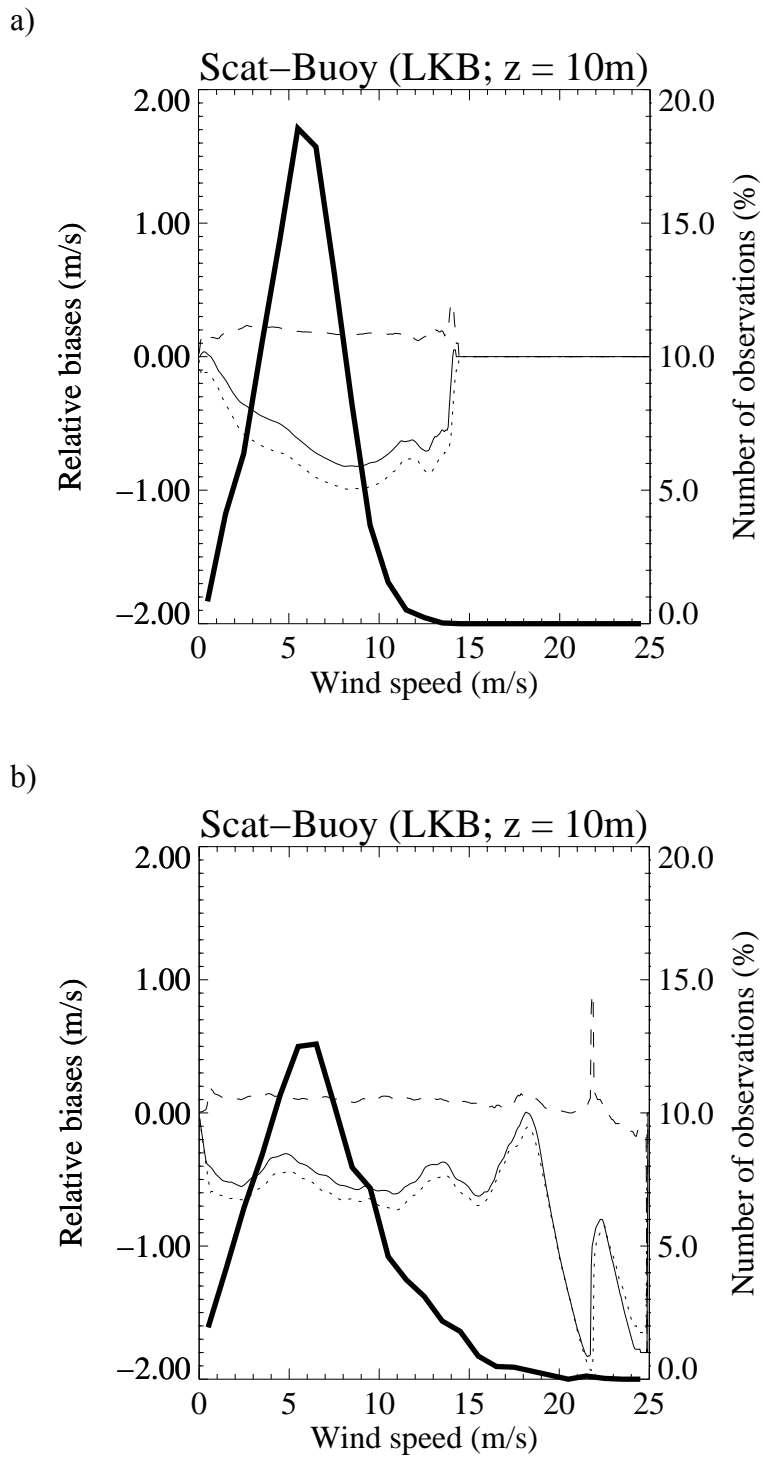 a)
Scat−Buoy (LKB; z = 10m)
2.00
1.00
0.00
−1.00
−2.00
Relative biases (m/s)
20.0
15.0
10.0
5.0
0.0
Number of observations (%)
0 5 10 15 20 25
Wind speed (m/s)
b)
Scat−Buoy (LKB; z = 10m)
2.00
1.00
0.00
−1.00
−2.00
Relative biases (m/s)
20.0
15.0
10.0
5.0
0.0
Number of observations (%)
0 5 10 15 20 25
Wind speed (m/s)